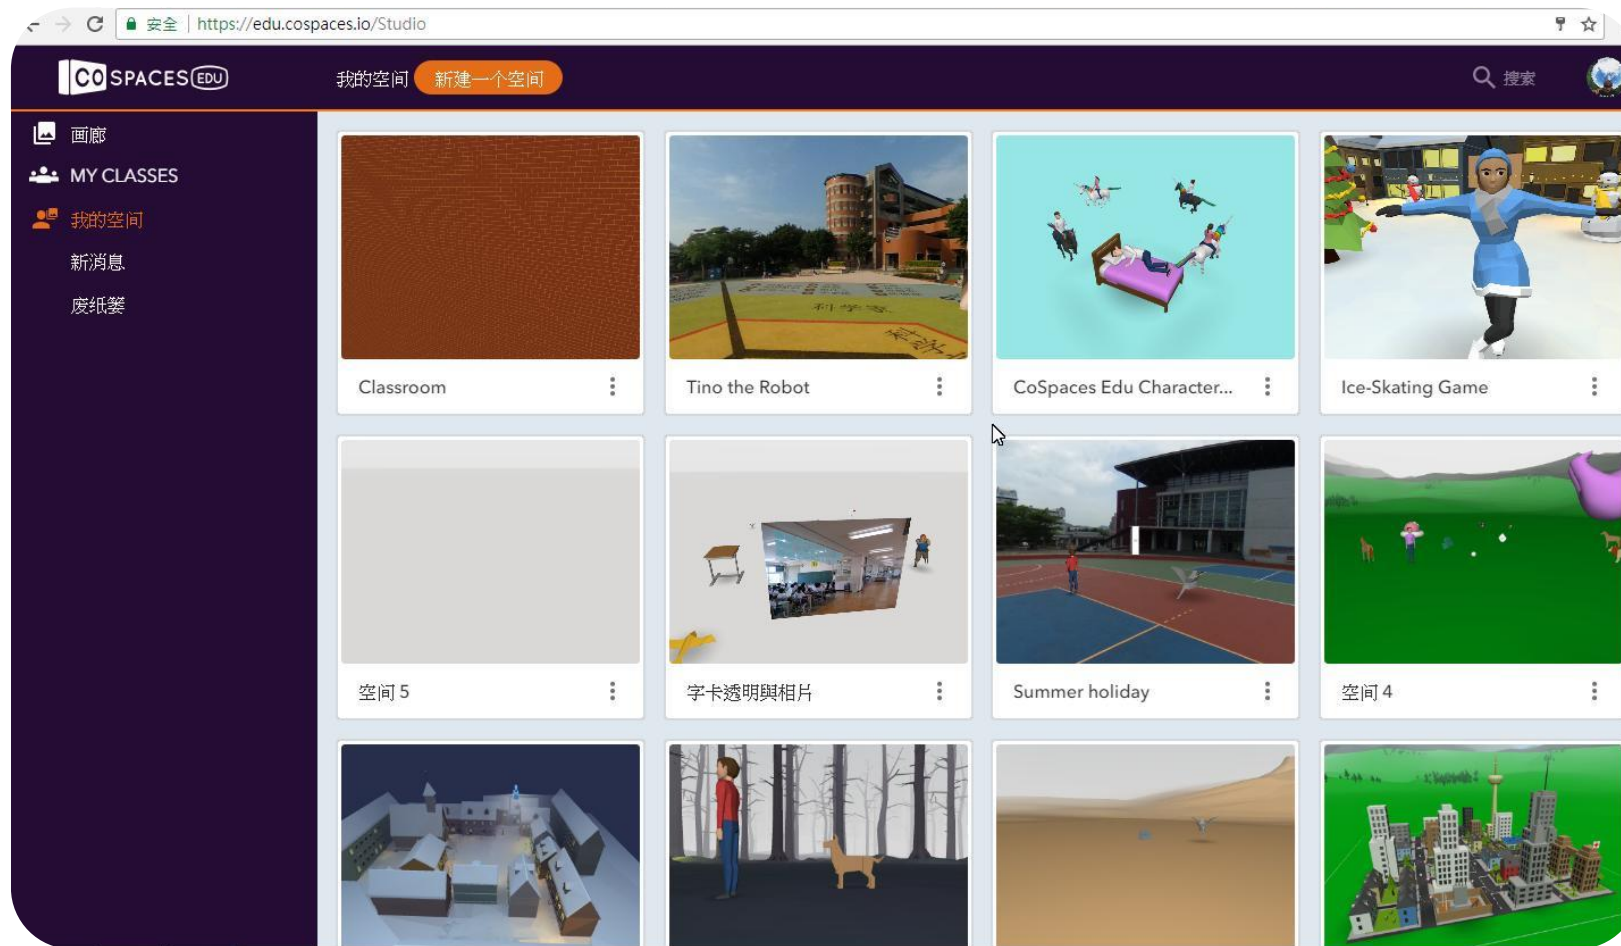 安全 | https://edu.cospaces.io/Studio
CO SPACES EDU
我的空间
新建一个空间
搜索
画廊
MY CLASSES
我的空间
新消息
废纸篓
Classroom
Tino the Robot
科学家
CoSpaces Edu Character...
Ice-Skating Game
空间 5
字卡透明與相片
Summer holiday
空间 4